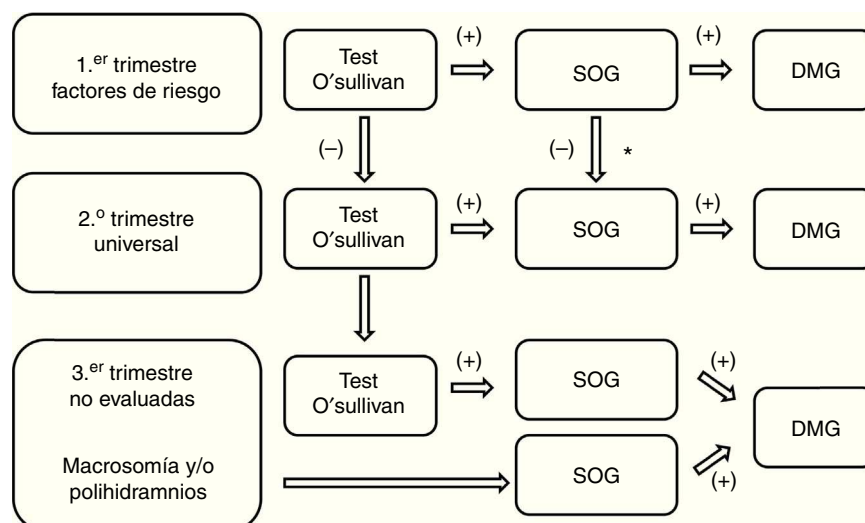 1.er trimestre
factores de riesgo
Test
O′sullivan
(+)
SOG
(+)
DMG
(–)
(–)
*
2.o trimestre
universal
Test
O′sullivan
(+)
SOG
(+)
DMG
3.er trimestre
no evaluadas
Test
O′sullivan
(+)
SOG
(+)
DMG
Macrosomía y/o
polihidramnios
SOG
(+)